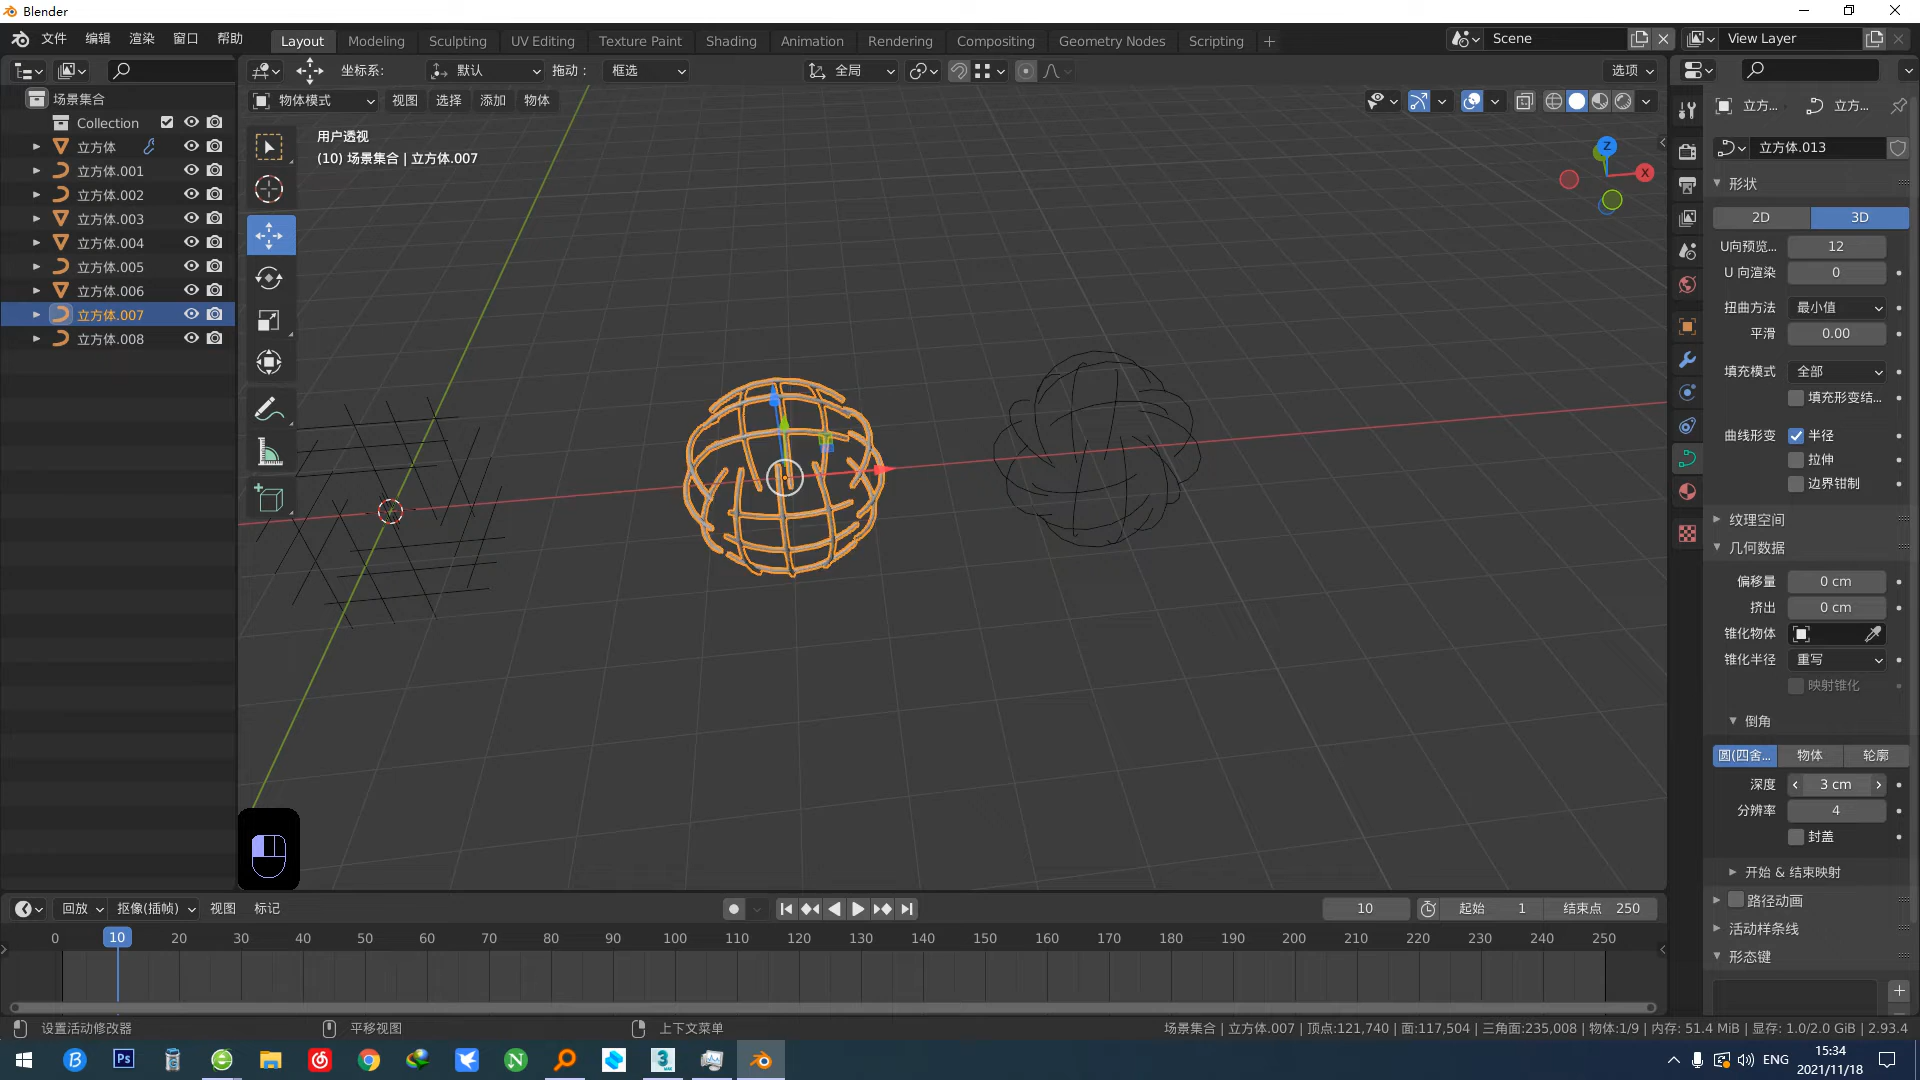 Blender
文件 编辑 渲染 窗口 帮助 Layout Modeling Sculpting UV Editing Texture Paint Shading Animation Rendering Compositing Geometry Nodes Scripting + Scene View Layer
坐标系: 默认 拖动: 框选 全局 选项
物体模式 视图 选择 添加 物体
场景集合
Collection
立方体
立方体.001
立方体.002
立方体.003
立方体.004
立方体.005
立方体.006
立方体.007
立方体.008
用户透视
(10) 场景集合 | 立方体.007
Z
X
立方... 立方...
立方体.013
形状
2D 3D
U向预览... 12
U 向渲染 0
扭曲方法 最小值
平滑 0.00
填充模式 全部
填充形变结...
曲线形变 半径
拉伸
边界钳制
纹理空间
几何数据
偏移量 0 cm
挤出 0 cm
锥化物体
锥化半径 重写
映射锥化
倒角
圆(四舍... 物体 轮廓
深度 3 cm
分辨率 4
封盖
开始 & 结束映射
路径动画
活动样条线
形态键
回放 抠像(插帧) 视图 标记 10 起始 1 结束点 250
0 10 20 30 40 50 60 70 80 90 100 110 120 130 140 150 160 170 180 190 200 210 220 230 240 250
设置活动修改器 平移视图 上下文菜单 场景集合 | 立方体.007 | 顶点:121,740 | 面:117,504 | 三角面:235,008 | 物体:1/9 | 内存: 51.4 MiB | 显存: 1.0/2.0 GiB | 2.93.4
Ps
ENG
15:34
2021/11/18